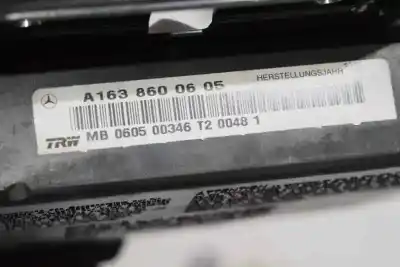 A163 860 06 05
HERSTELLUNGSJAHR
TRW
MB 0605 00346 T2 0048 1